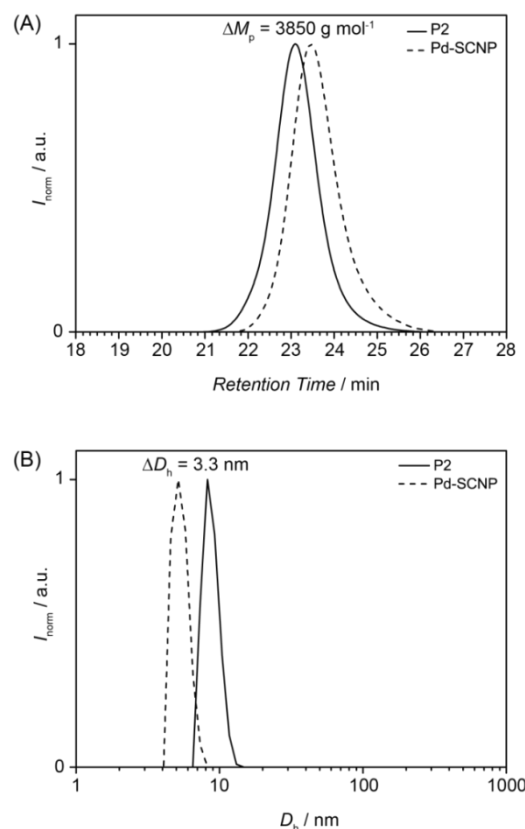 (A)
ΔMₚ = 3850 g mol⁻¹
P2
Pd-SCNP
1
0
I norm / a.u.
18 19 20 21 22 23 24 25 26 27 28
Retention Time / min
(B)
ΔDₕ = 3.3 nm
P2
Pd-SCNP
1
0
I norm / a.u.
1 10 100 1000
Dₕ / nm